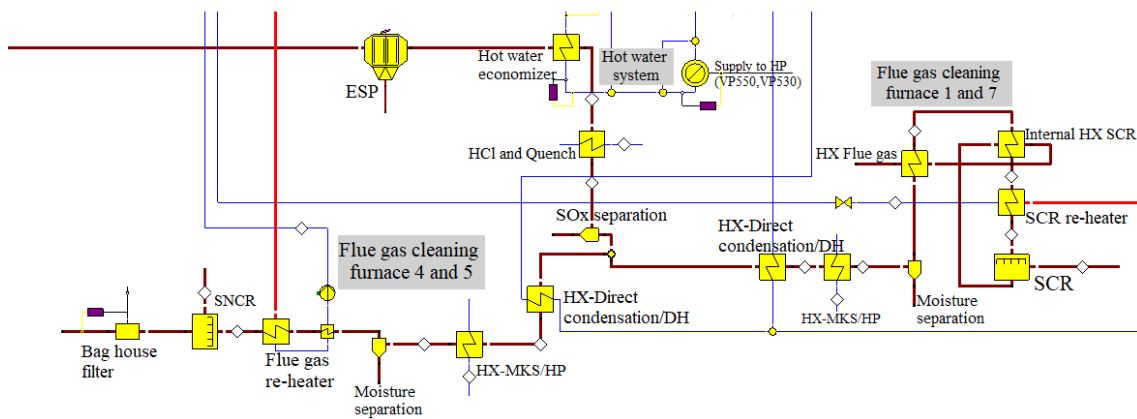 Hot water
economizer
Hot water
system
Supply to HP
(VP550,VP530)
Flue gas cleaning
furnace 1 and 7
ESP
HCl and Quench
HX Flue gas
Internal HX SCR
SOx separation
SCR re-heater
Flue gas cleaning
furnace 4 and 5
HX-Direct
condensation/DH
SNCR
HX-Direct
condensation/DH
SCR
HX-MKS/HP
Moisture
separation
Bag house
filter
Flue gas
re-heater
HX-MKS/HP
Moisture
separation